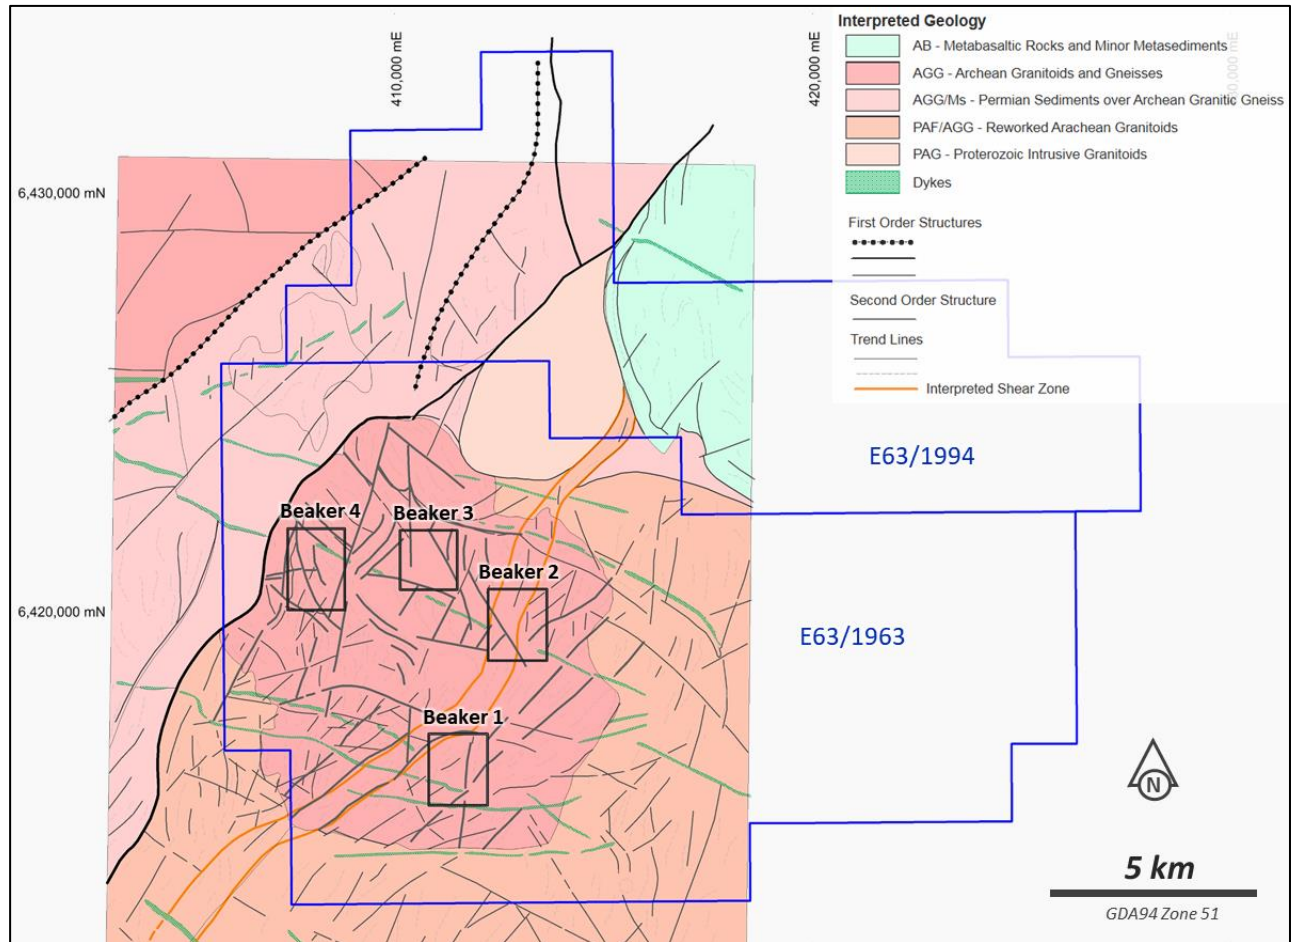 410,000 mE
420,000 mE
Interpreted Geology
AB - Metabasaltic Rocks and Minor Metasediments
AGG - Archean Granitoids and Gneisses
AGG/Ms - Permian Sediments over Archean Granitic Gneiss
PAF/AGG - Reworked Arachean Granitoids
PAG - Proterozoic Intrusive Granitoids
Dykes
First Order Structures
Second Order Structure
Trend Lines
Interpreted Shear Zone
6,430,000 mN
E63/1994
Beaker 4
Beaker 3
Beaker 2
6,420,000 mN
E63/1963
Beaker 1
N
5 km
GDA94 Zone 51